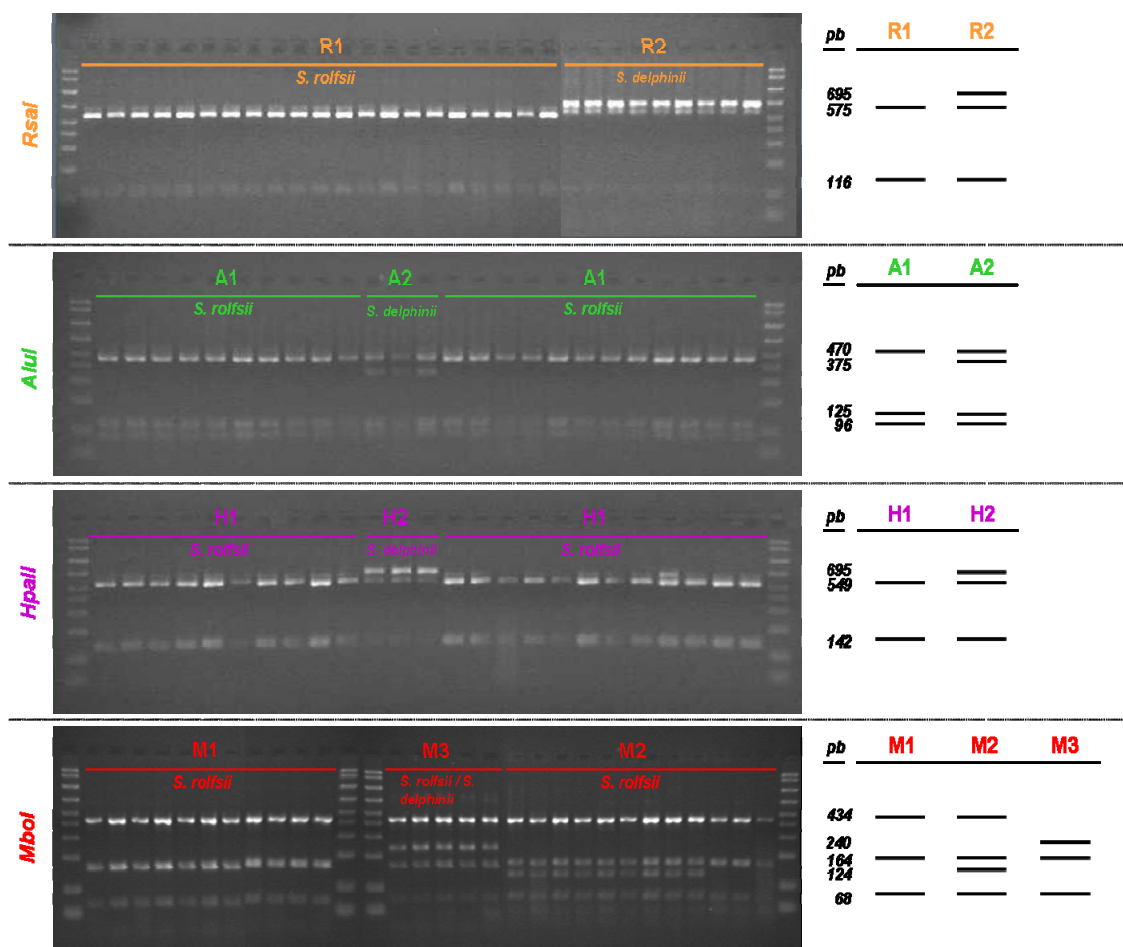 RsaI
R1
R2
S. rolfsii
S. delphinii
pb R1 R2
695
575
116
AluI
A1
A2
A1
S. rolfsii
S. delphinii
S. rolfsii
pb A1 A2
470
375
125
96
HpaII
H1
H2
H1
S. rolfsii
S. delphinii
S. rolfsii
pb H1 H2
695
549
142
MboI
M1
M3
M2
S. rolfsii
S. rolfsii / S.
delphinii
S. rolfsii
pb M1 M2 M3
434
240
164
124
68